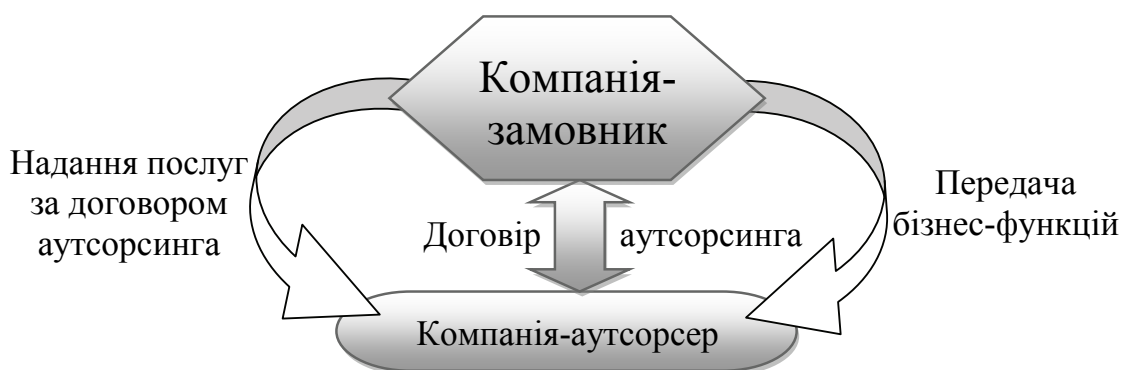 Компанія-
замовник
Надання послуг
за договором
аутсорсинга
Договір аутсорсинга
Передача
бізнес-функцій
Компанія-аутсорсер